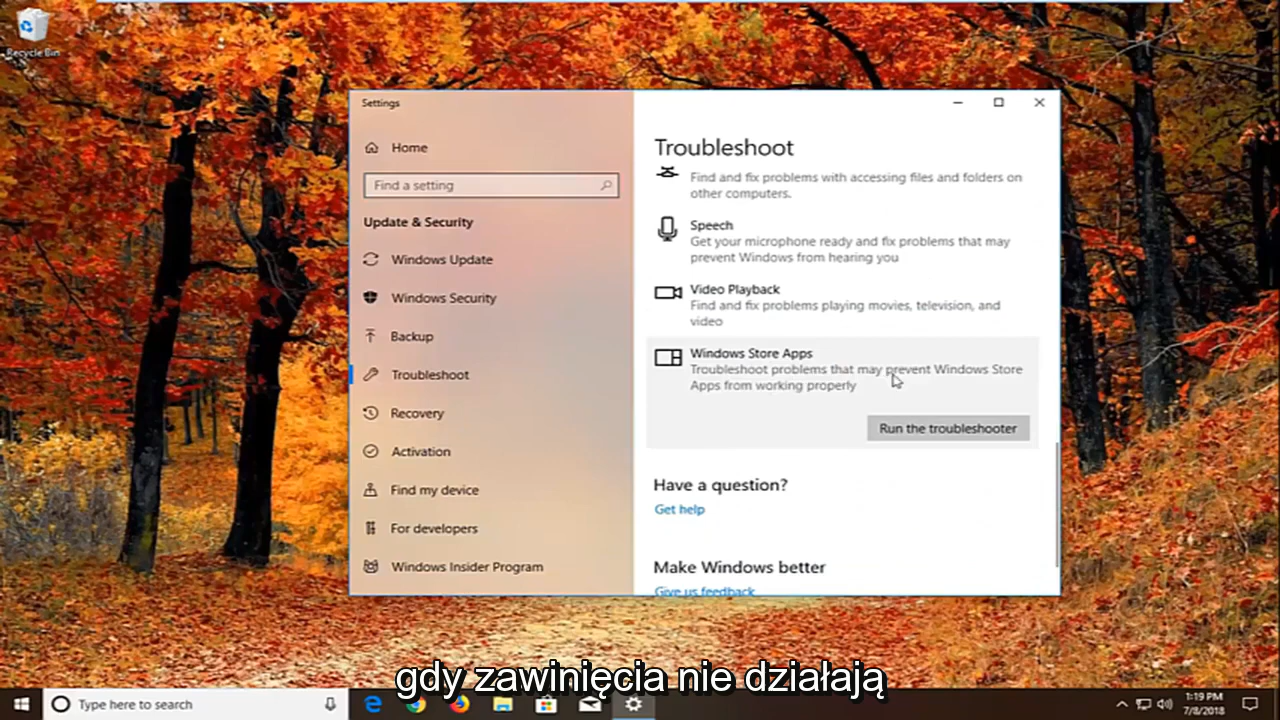 Recycle Bin
Settings
Home
Find a setting
Update & Security
Windows Update
Windows Security
Backup
Troubleshoot
Recovery
Activation
Find my device
For developers
Windows Insider Program
Troubleshoot
Find and fix problems with accessing files and folders on
other computers.
Speech
Get your microphone ready and fix problems that may
prevent Windows from hearing you
Video Playback
Find and fix problems playing movies, television, and
video
Windows Store Apps
Troubleshoot problems that may prevent Windows Store
Apps from working properly
Run the troubleshooter
Have a question?
Get help
Make Windows better
Give us feedback
gdy zawinięcia nie działają
Type here to search
1:19 PM
7/8/2018